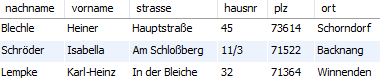 nachname vorname strasse hausnr plz ort
Blechle Heiner Hauptstraße 45 73614 Schorndorf
Schröder Isabella Am Schloßberg 11/3 71522 Backnang
Lempke Karl-Heinz In der Bleiche 32 71364 Winnenden